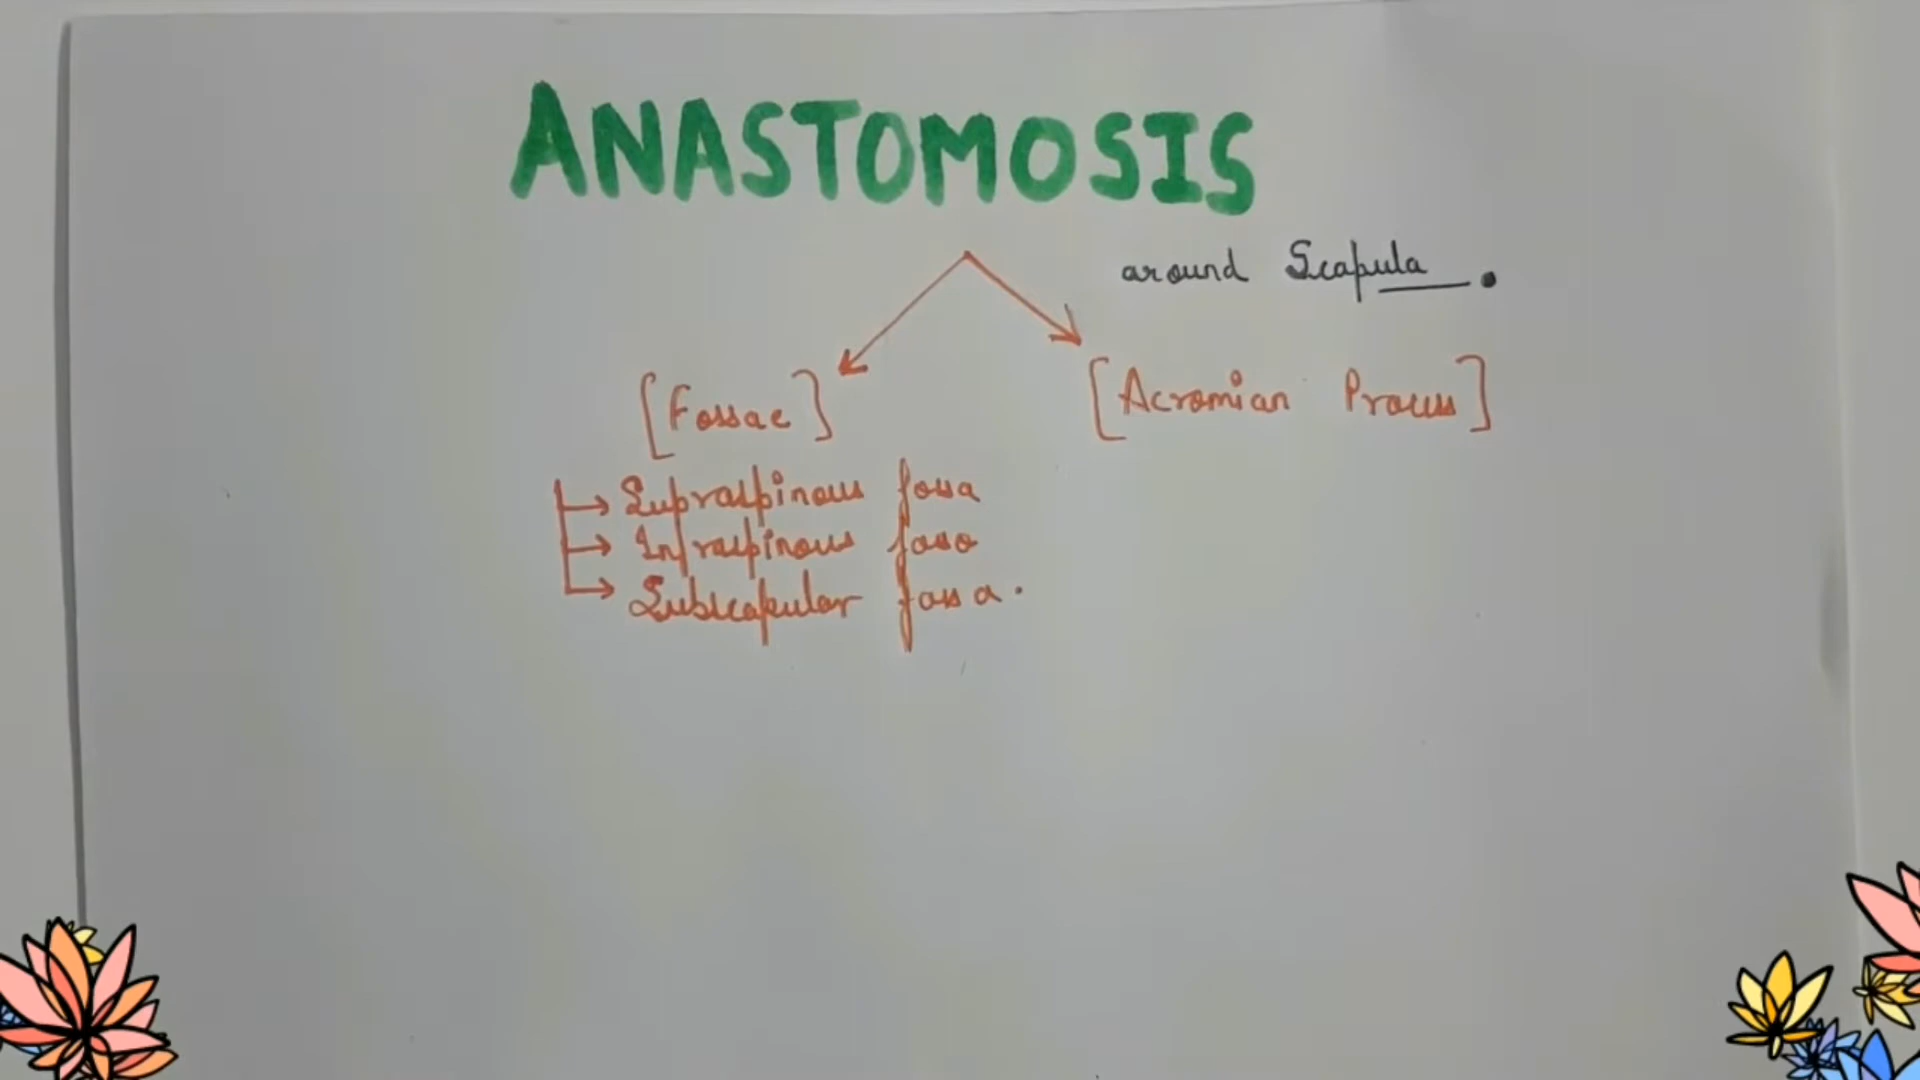 ANASTOMOSIS
around Scapula.
[Fossae]
[Acromian Process]
Supraspinous fossa
Infraspinous fossa
Subscapular fossa.